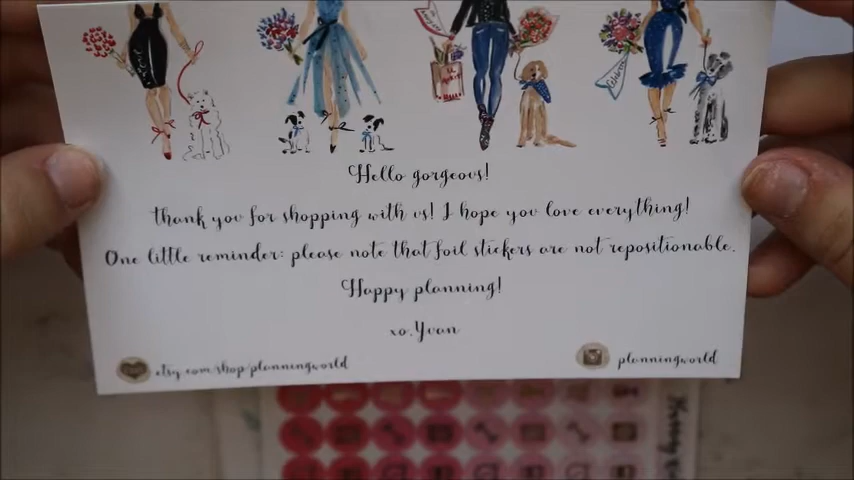 Hello gorgeous!
thank you for shopping with us! I hope you love everything!
One little reminder: please note that foil stickers are not repositionable.
Happy planning!
xo. Yvan
etsy.com/shop/planningworld
planningworld